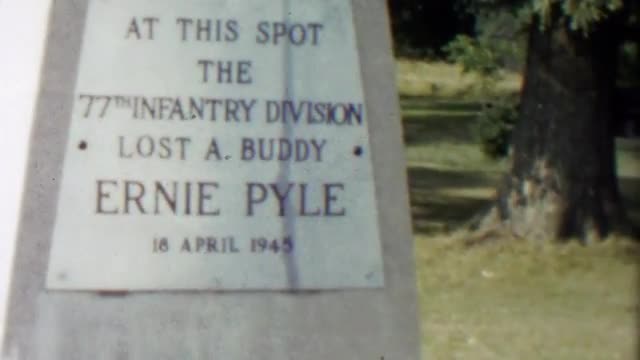 AT THIS SPOT
THE
77TH INFANTRY DIVISION
• LOST A. BUDDY •
ERNIE PYLE
18 APRIL 1945